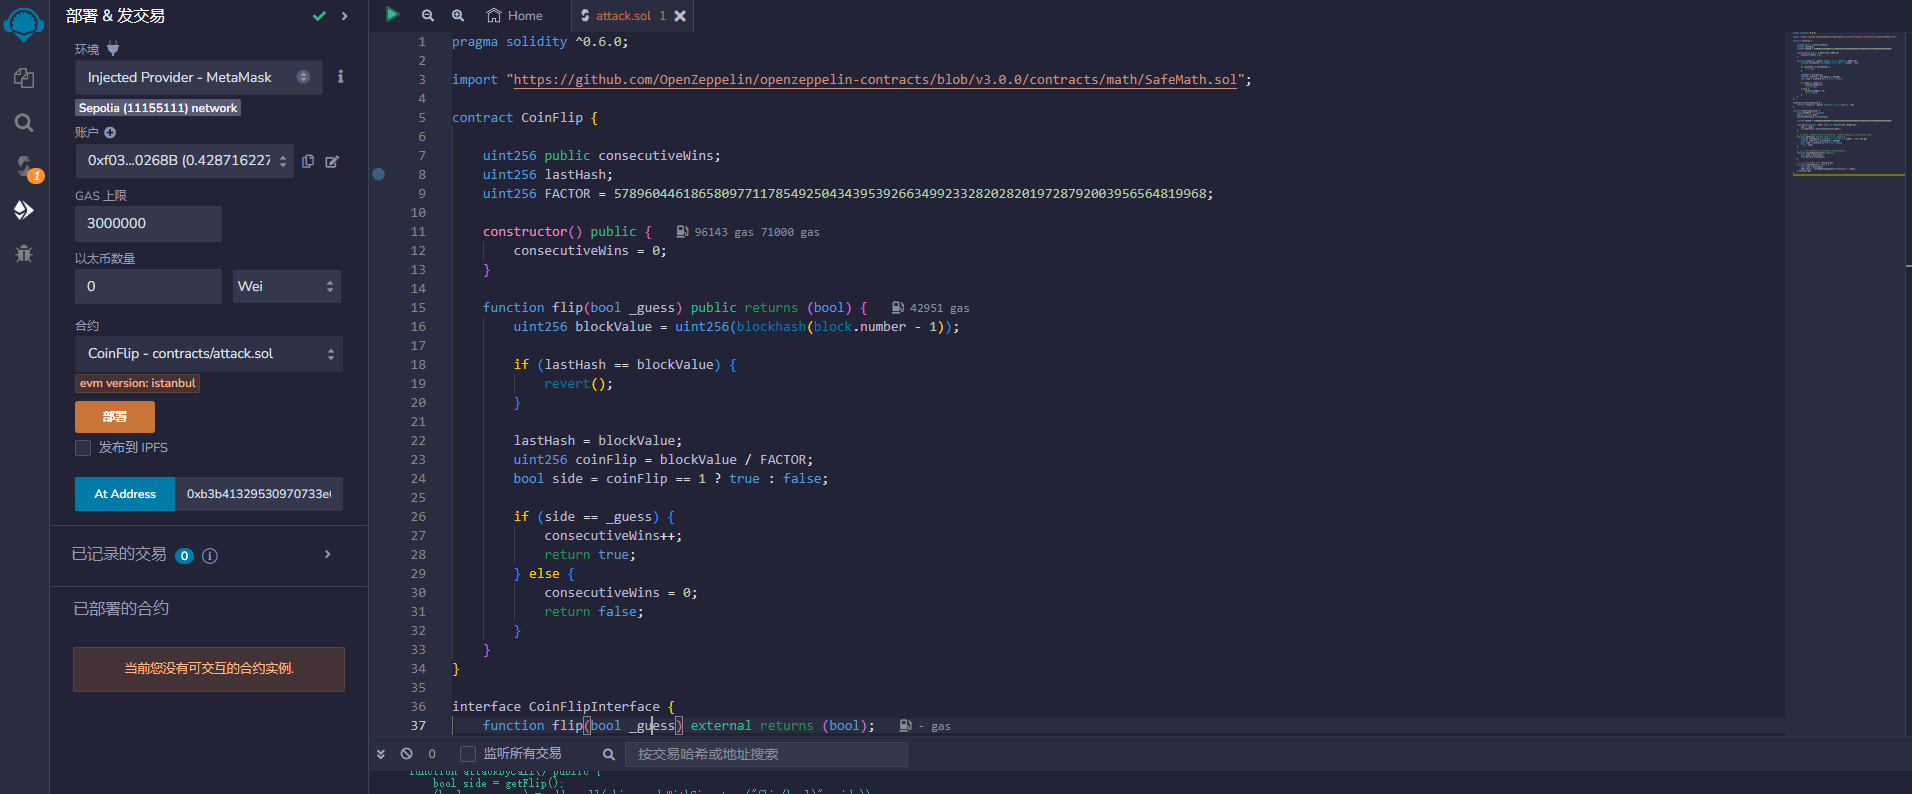 部署 & 发交易
环境
Injected Provider - MetaMask
Sepolia (11155111) network
账户
0xf03...0268B (0.428716227
1
GAS 上限
3000000
以太币数量
0
Wei
合约
CoinFlip - contracts/attack.sol
evm version: istanbul
部署
发布到 IPFS
At Address
0xb3b41329530970733e
已记录的交易 0
已部署的合约
当前您没有可交互的合约实例.
Home
attack.sol 1
1 pragma solidity ^0.6.0;
2
3 import "https://github.com/OpenZeppelin/openzeppelin-contracts/blob/v3.0.0/contracts/math/SafeMath.sol";
4
5 contract CoinFlip {
6
7 uint256 public consecutiveWins;
8 uint256 lastHash;
9 uint256 FACTOR = 57896044618658097711785492504343953926634992332820282019728792003956564819968;
10
11 constructor() public { 96143 gas 71000 gas
12 consecutiveWins = 0;
13 }
14
15 function flip(bool _guess) public returns (bool) { 42951 gas
16 uint256 blockValue = uint256(blockhash(block.number - 1));
17
18 if (lastHash == blockValue) {
19 revert();
20 }
21
22 lastHash = blockValue;
23 uint256 coinFlip = blockValue / FACTOR;
24 bool side = coinFlip == 1 ? true : false;
25
26 if (side == _guess) {
27 consecutiveWins++;
28 return true;
29 } else {
30 consecutiveWins = 0;
31 return false;
32 }
33 }
34 }
35
36 interface CoinFlipInterface {
37 function flip(bool _guess) external returns (bool); - gas
0
监听所有交易
按交易哈希或地址搜索
function attackByCall() public {
bool side = getFlip();